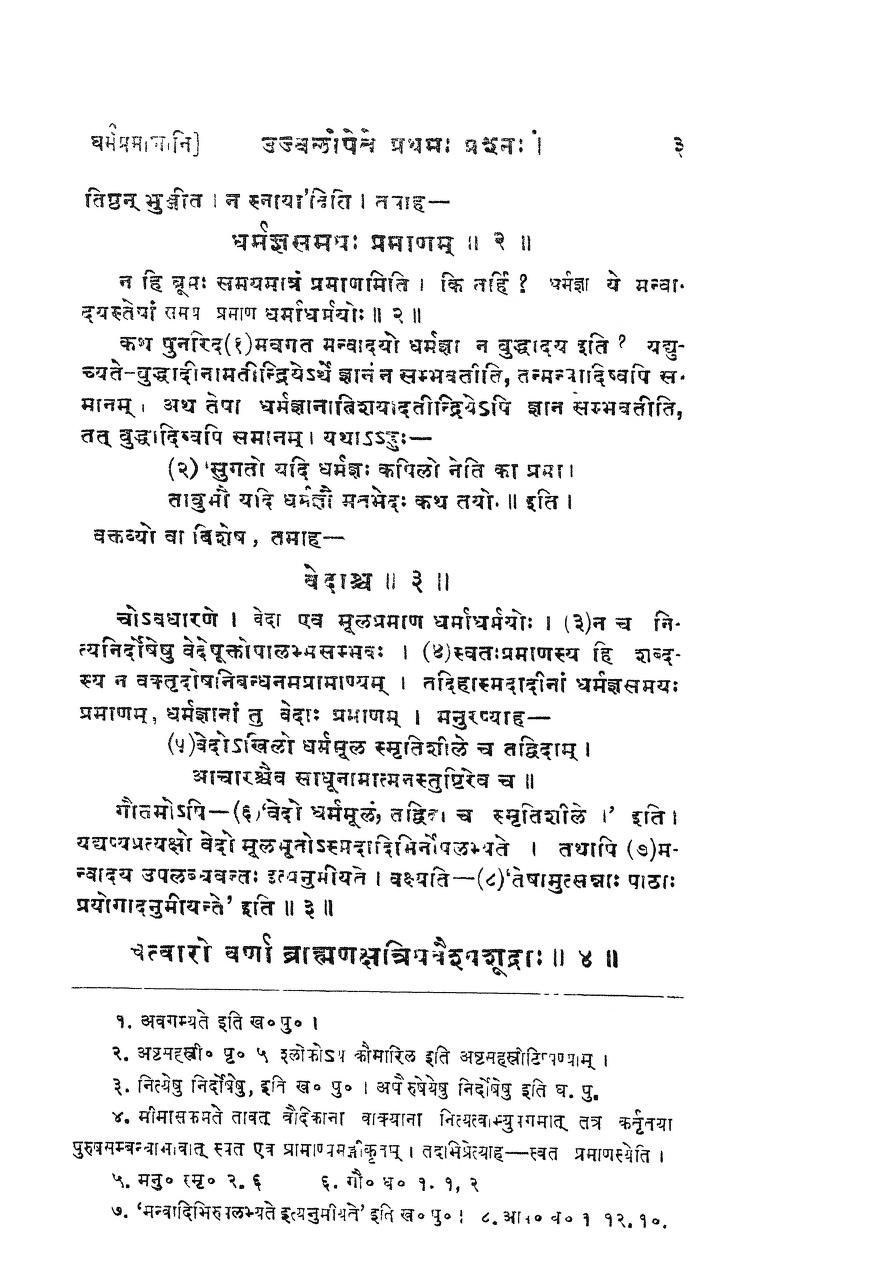 धर्मप्रमाणानि] उज्वलोपेते प्रथमः प्रश्नः । ३
तिष्ठन् भुञ्जीत । न स्नाया’दिति । तत्राह—
धर्मज्ञसमयः प्रमाणम् ॥ २ ॥
न हि ब्रूमः समयमात्रं प्रमाणमिति । किं तर्हि ? धर्मज्ञा ये मन्वा-
दयस्तेषां समय प्रमाण धर्माधर्मयोः ॥ २ ॥
कथ पुनरिद(१)मवगत मन्वादयो धर्मज्ञा न बुद्धादय इति ? यद्यु-
च्यते-बुद्धादीनामतीन्द्रियेऽर्थे ज्ञानं न सम्भवतीति, तन्मन्वादिष्वपि स-
मानम् । अथ तेषा धर्मज्ञानातिशयादतीन्द्रियेऽपि ज्ञान सम्भवतीति,
तत् बुद्धादिष्वपि समानम् । यथाऽऽहुः—
(२) ‘सुगतो यदि धर्मज्ञः कपिलो नेति का प्रमा ।
तावुभौ यदि धर्मज्ञौ मतभेदः कथ तयो. ॥ इति ।
वक्तव्यो वा विशेष, तमाह—
वेदाश्च ॥ ३ ॥
चोऽवधारणे । वेदा एव मूलप्रमाण धर्माधर्मयोः । (३)न च नि-
त्यनिर्दोषेषु वेदेषूक्तोपालम्भसम्भवः । (४)स्वतःप्रमाणस्य हि शब्द-
स्य न वक्तृदोषनिबन्धनमप्रामाण्यम् । तदिहास्मदादीनां धर्मज्ञसमयः
प्रमाणम्, धर्मज्ञानां तु वेदाः प्रमाणम् । मनुरप्याह—
(५)वेदोऽखिलो धर्ममूल स्मृतिशीले च तद्विदाम् ।
आचारश्चैव साधूनामात्मनस्तुष्टिरेव च ॥
गौतमोऽपि—(६)‘वेदो धर्ममूलं, तद्विदा च स्मृतिशीले ।’ इति ।
यद्यप्यप्रत्यक्षो वेदो मूलभूतोऽस्मदादिभिर्नोपलभ्यते । तथापि (७)म-
न्वादय उपलब्धवन्तः इत्यनुमीयते । वक्ष्यति—(८)‘तेषामुत्सन्नाः पाठाः
प्रयोगादनुमीयन्ते’ इति ॥ ३ ॥
चत्वारो वर्णा ब्राह्मणक्षत्रियवैश्यशूद्राः ॥ ४ ॥
१. अवगम्यते इति ख० पु० ।
२. अष्टसहस्री० पृ० ५ श्लोकोऽय कौमारिल इति अष्टसहस्रीटिप्पण्याम् ।
३. नित्येषु निर्दोषेषु, इति ख० पु० । अपौरुषेयेषु निर्दोषेषु इति घ. पु.
४. मीमासकमते तावत् वैदिकाना वाक्याना नित्यत्वाभ्युपगमात् तत्र कर्तृतया
पुरुषसम्बन्धाभावात् स्वत एव प्रामाण्यमङ्गीकृतम् । तदभिप्रेत्याह—स्वत प्रमाणस्येति ।
५. मनु० स्मृ० २. ६ ६. गौ० ध० १. १, २
७. ‘मन्वादिभिरुपलभ्यते इत्यनुमीयते’ इति ख० पु० । ८. आप० ध० १ १२. १०.